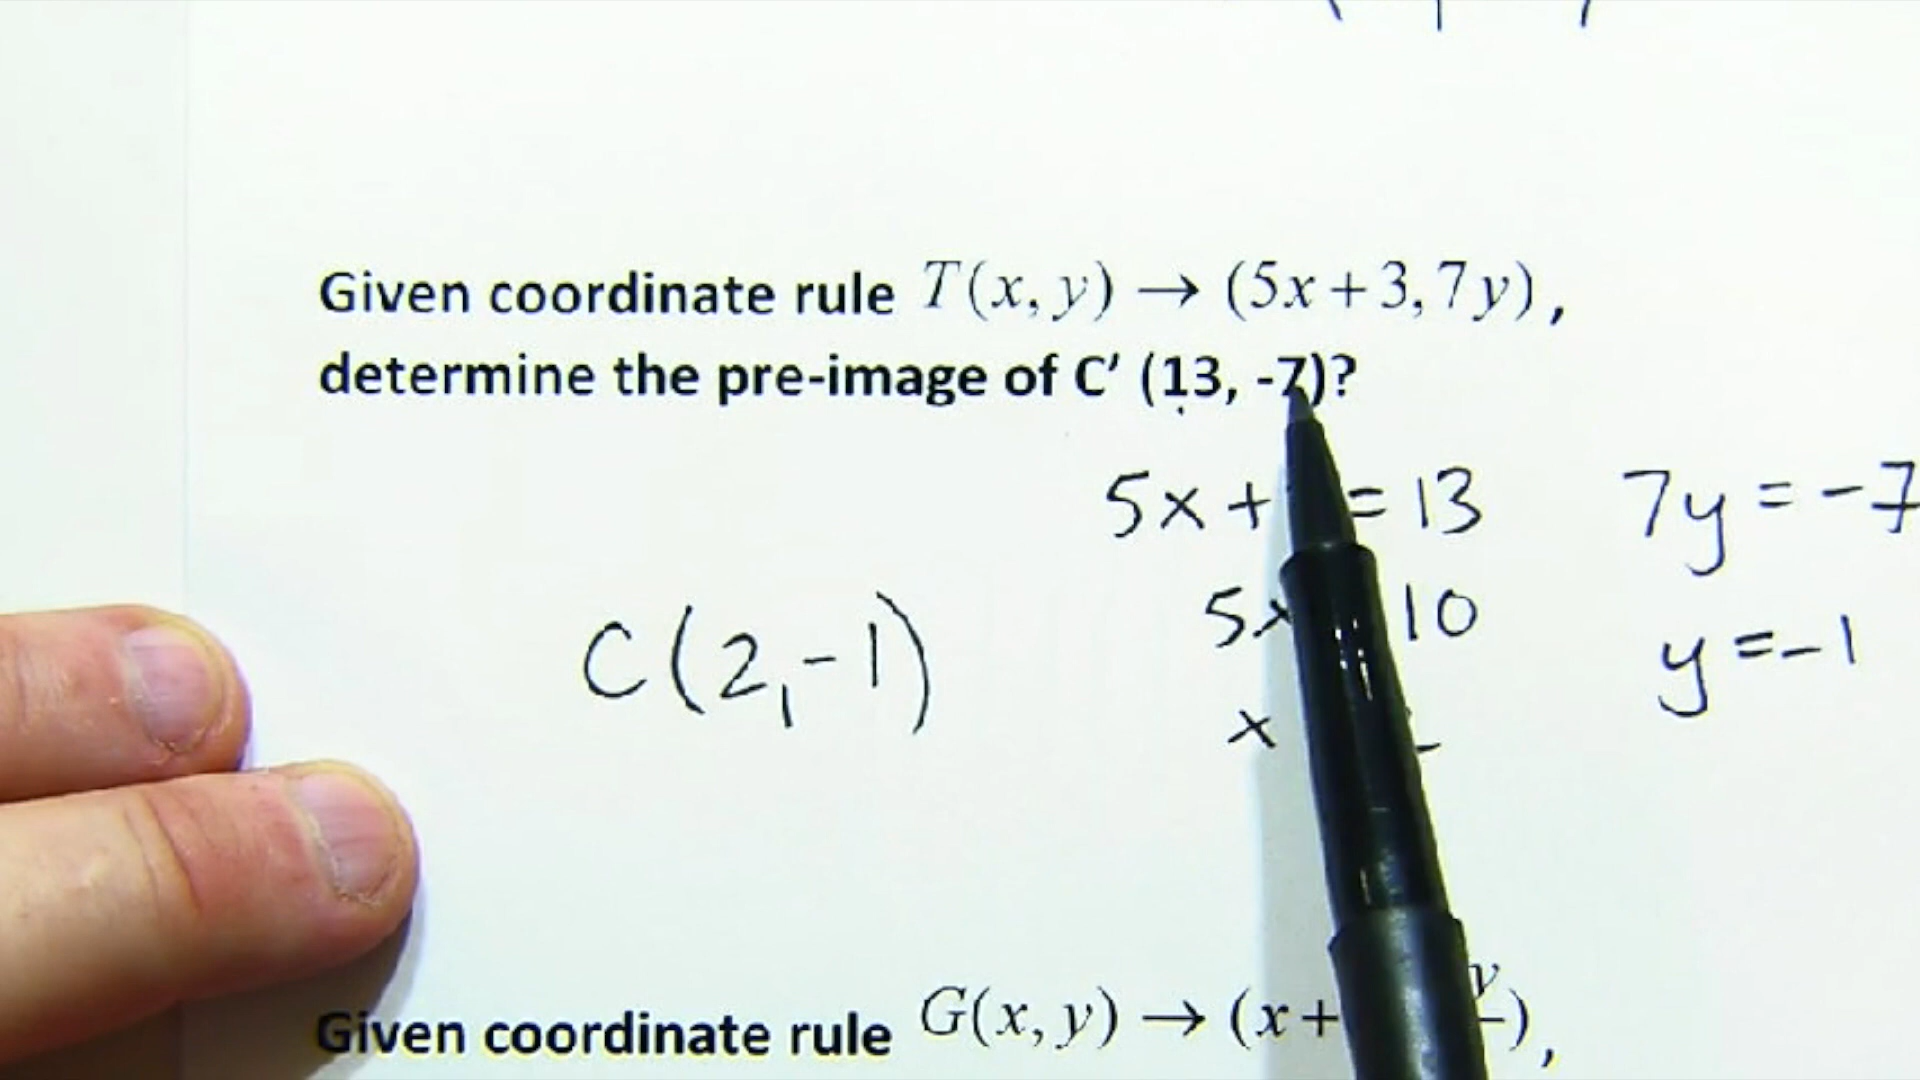 Given coordinate rule T(x, y) → (5x + 3, 7y),
determine the pre-image of C′ (13, -7)?
5x + = 13
7y = -7
5x 10
y = -1
C(2, -1)
x
Given coordinate rule G(x, y) → (x + y),